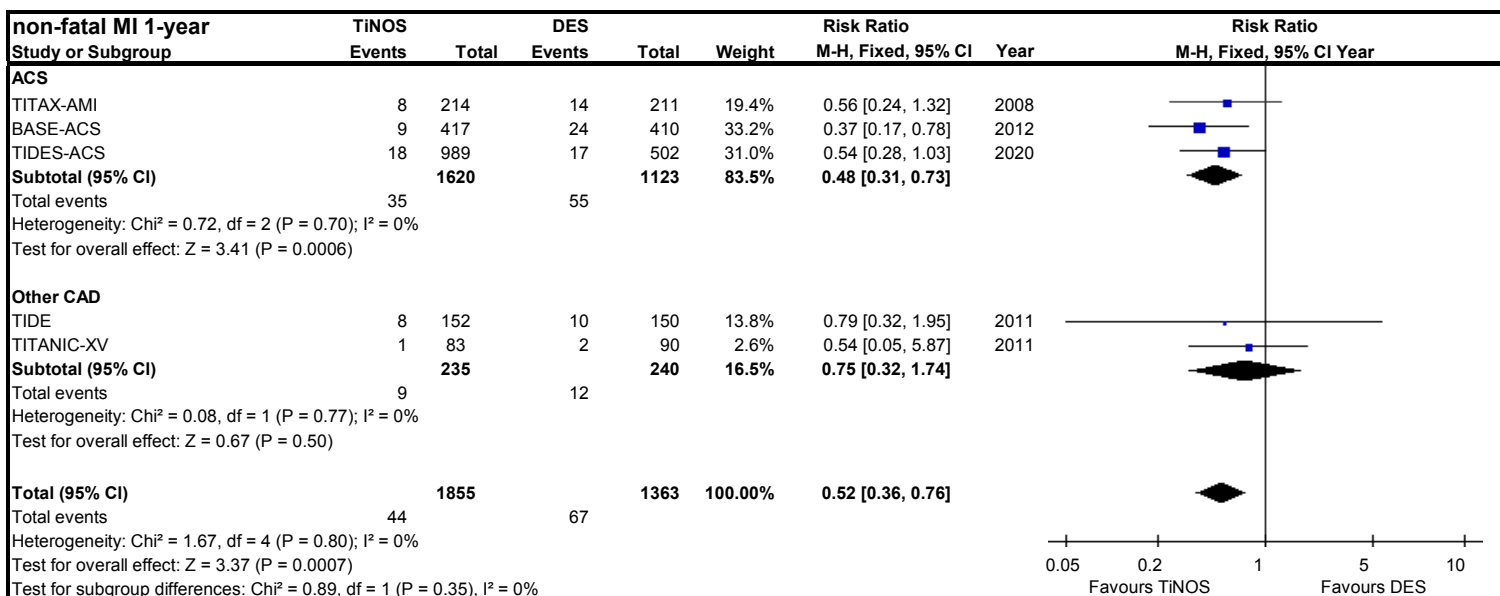 non-fatal MI 1-year TiNOS DES Risk Ratio Risk Ratio
Study or Subgroup Events Total Events Total Weight M-H, Fixed, 95% CI Year M-H, Fixed, 95% CI Year
ACS
TITAX-AMI 8 214 14 211 19.4% 0.56 [0.24, 1.32] 2008
BASE-ACS 9 417 24 410 33.2% 0.37 [0.17, 0.78] 2012
TIDES-ACS 18 989 17 502 31.0% 0.54 [0.28, 1.03] 2020
Subtotal (95% CI) 1620 1123 83.5% 0.48 [0.31, 0.73]
Total events 35 55
Heterogeneity: Chi² = 0.72, df = 2 (P = 0.70); I² = 0%
Test for overall effect: Z = 3.41 (P = 0.0006)
Other CAD
TIDE 8 152 10 150 13.8% 0.79 [0.32, 1.95] 2011
TITANIC-XV 1 83 2 90 2.6% 0.54 [0.05, 5.87] 2011
Subtotal (95% CI) 235 240 16.5% 0.75 [0.32, 1.74]
Total events 9 12
Heterogeneity: Chi² = 0.08, df = 1 (P = 0.77); I² = 0%
Test for overall effect: Z = 0.67 (P = 0.50)
Total (95% CI) 1855 1363 100.00% 0.52 [0.36, 0.76]
Total events 44 67
Heterogeneity: Chi² = 1.67, df = 4 (P = 0.80); I² = 0%
Test for overall effect: Z = 3.37 (P = 0.0007)
Test for subgroup differences: Chi² = 0.89, df = 1 (P = 0.35), I² = 0%
0.05 0.2 1 5 10
Favours TiNOS Favours DES